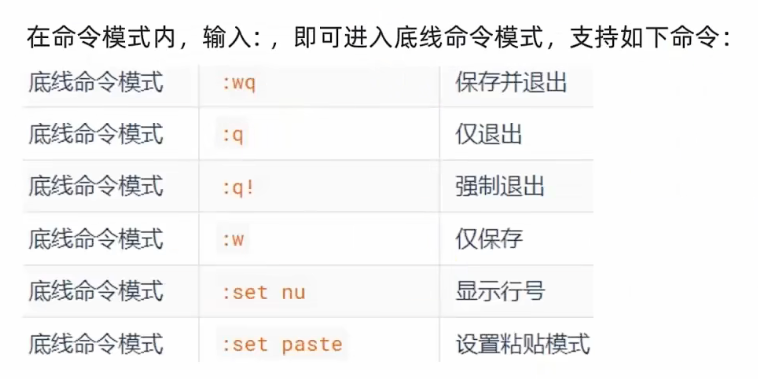 在命令模式内，输入: ，即可进入底线命令模式，支持如下命令：
底线命令模式 :wq 保存并退出
底线命令模式 :q 仅退出
底线命令模式 :q! 强制退出
底线命令模式 :w 仅保存
底线命令模式 :set nu 显示行号
底线命令模式 :set paste 设置粘贴模式